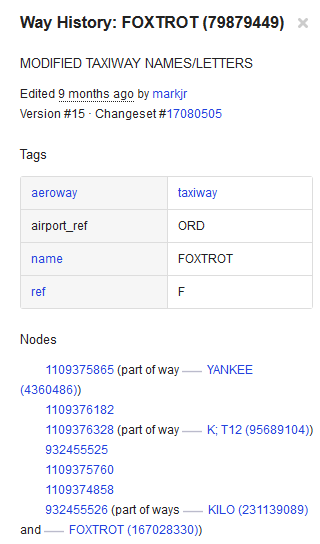 Way History: FOXTROT (79879449) ×
MODIFIED TAXIWAY NAMES/LETTERS
Edited 9 months ago by markjr
Version #15 · Changeset #17080505
Tags
aeroway taxiway
airport_ref ORD
name FOXTROT
ref F
Nodes
1109375865 (part of way YANKEE
(4360486))
1109376182
1109376328 (part of way K; T12 (95689104))
932455525
1109375760
1109374858
932455526 (part of ways KILO (231139089)
and FOXTROT (167028330))